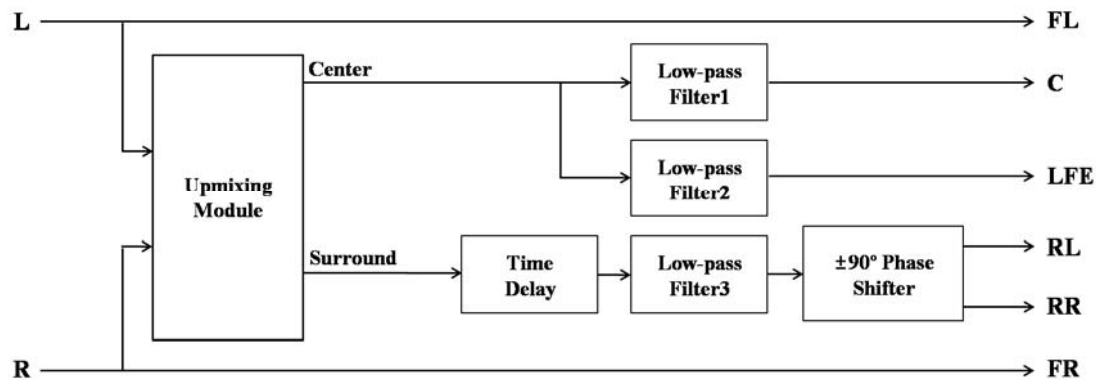 L
FL
Center
Low-pass
Filter1
C
Upmixing
Module
Low-pass
Filter2
LFE
Surround
Time
Delay
Low-pass
Filter3
±90° Phase
Shifter
RL
RR
R
FR